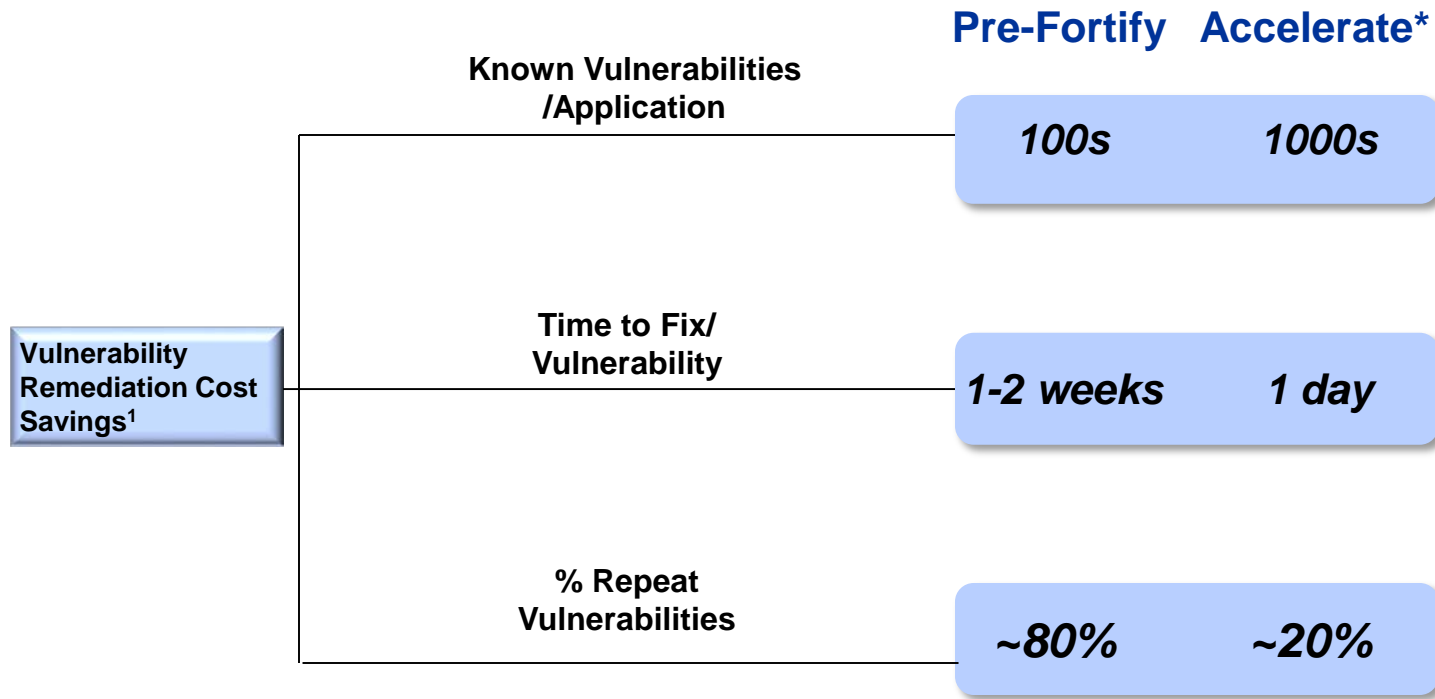 Pre-Fortify Accelerate*
Known Vulnerabilities
/Application
100s 1000s
Time to Fix/
Vulnerability
1-2 weeks 1 day
Vulnerability
Remediation Cost
Savings¹
% Repeat
Vulnerabilities
~80% ~20%